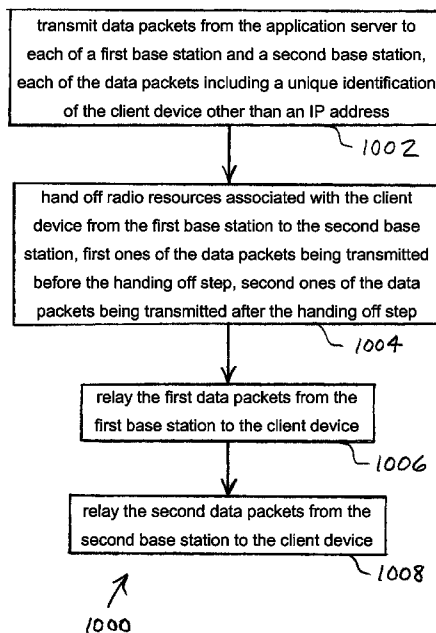 transmit data packets from the application server to
each of a first base station and a second base station,
each of the data packets including a unique identification
of the client device other than an IP address
1002
hand off radio resources associated with the client
device from the first base station to the second base
station, first ones of the data packets being transmitted
before the handing off step, second ones of the data
packets being transmitted after the handing off step
1004
relay the first data packets from the
first base station to the client device
1006
relay the second data packets from the
second base station to the client device
1008
1000